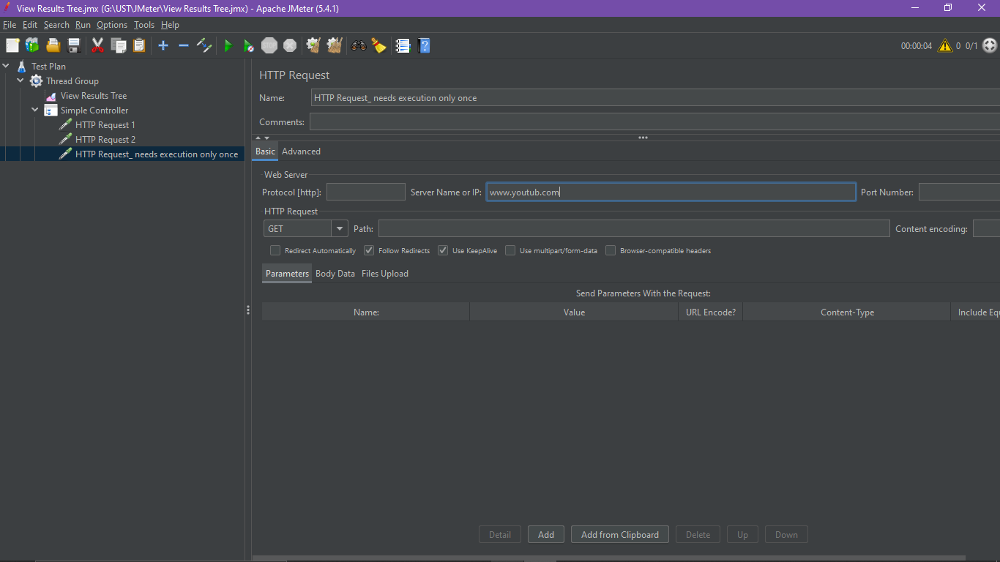 View Results Tree.jmx (G:\UST\JMeter\View Results Tree.jmx) - Apache JMeter (5.4.1)
File Edit Search Run Options Tools Help
STOP 00:00:04 0 0/1
Test Plan
Thread Group
View Results Tree
Simple Controller
HTTP Request 1
HTTP Request 2
HTTP Request_ needs execution only once
HTTP Request
Name: HTTP Request_ needs execution only once
Comments:
Basic Advanced
Web Server
Protocol [http]: Server Name or IP: www.youtub.com Port Number:
HTTP Request
GET Path: Content encoding:
Redirect Automatically Follow Redirects Use KeepAlive Use multipart/form-data Browser-compatible headers
Parameters Body Data Files Upload
Send Parameters With the Request:
Name: Value URL Encode? Content-Type Include Equ
Detail Add Add from Clipboard Delete Up Down